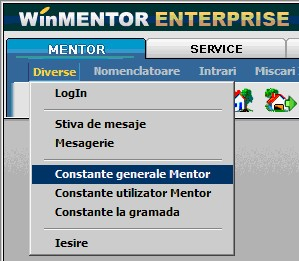 WinMENTOR ENTERPRISE
MENTOR SERVICE
Diverse Nomenclatoare Intrari Miscari
LogIn
Stiva de mesaje
Mesagerie
Constante generale Mentor
Constante utilizator Mentor
Constante la gramada
Iesire